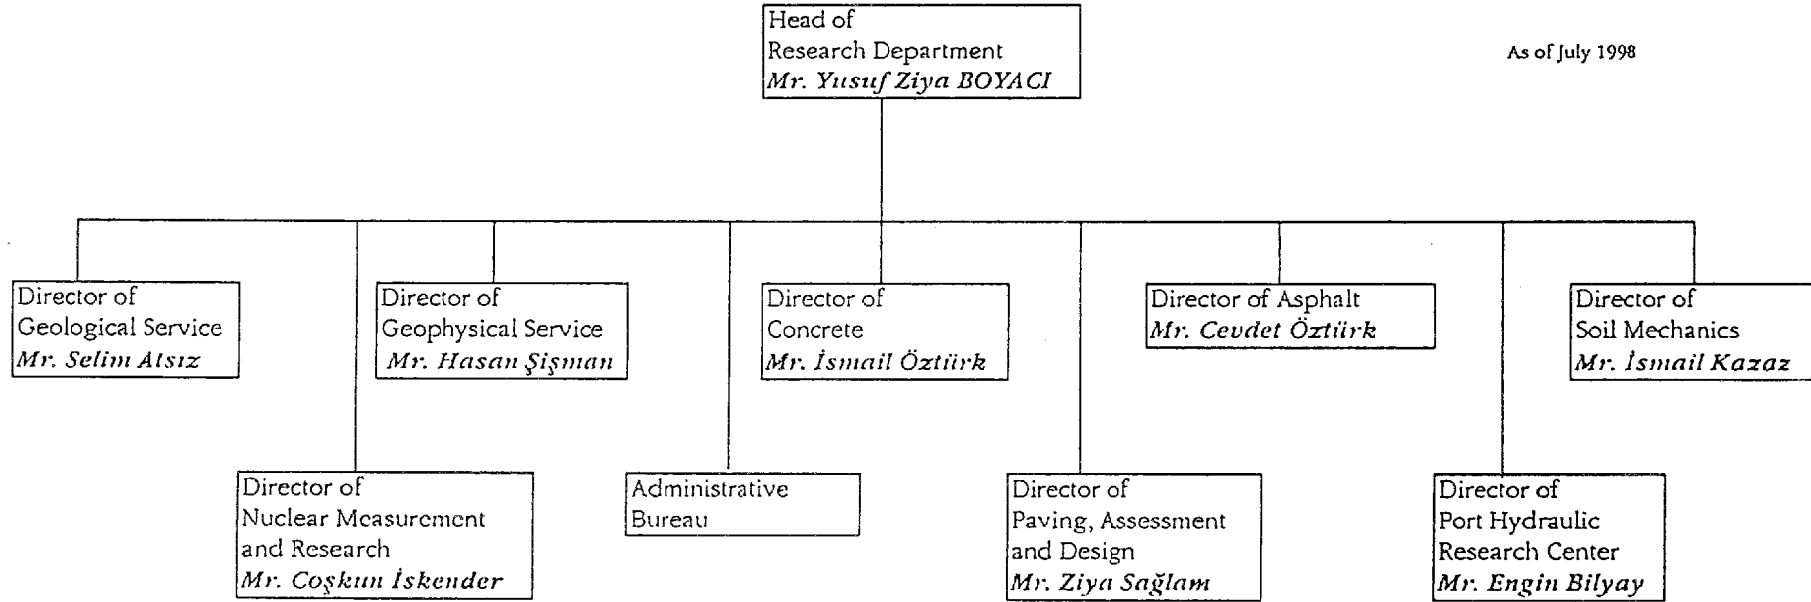 Head of
Research Department
Mr. Yusuf Ziya BOYACI
As of July 1998
Director of
Geological Service
Mr. Selim Atsız
Director of
Geophysical Service
Mr. Hasan Şişman
Director of
Concrete
Mr. İsmail Öztürk
Director of Asphalt
Mr. Cevdet Öztürk
Director of
Soil Mechanics
Mr. İsmail Kazaz
Director of
Nuclear Measurement
and Research
Mr. Coşkun İskender
Administrative
Bureau
Director of
Paving, Assessment
and Design
Mr. Ziya Sağlam
Director of
Port Hydraulic
Research Center
Mr. Engin Bilyay